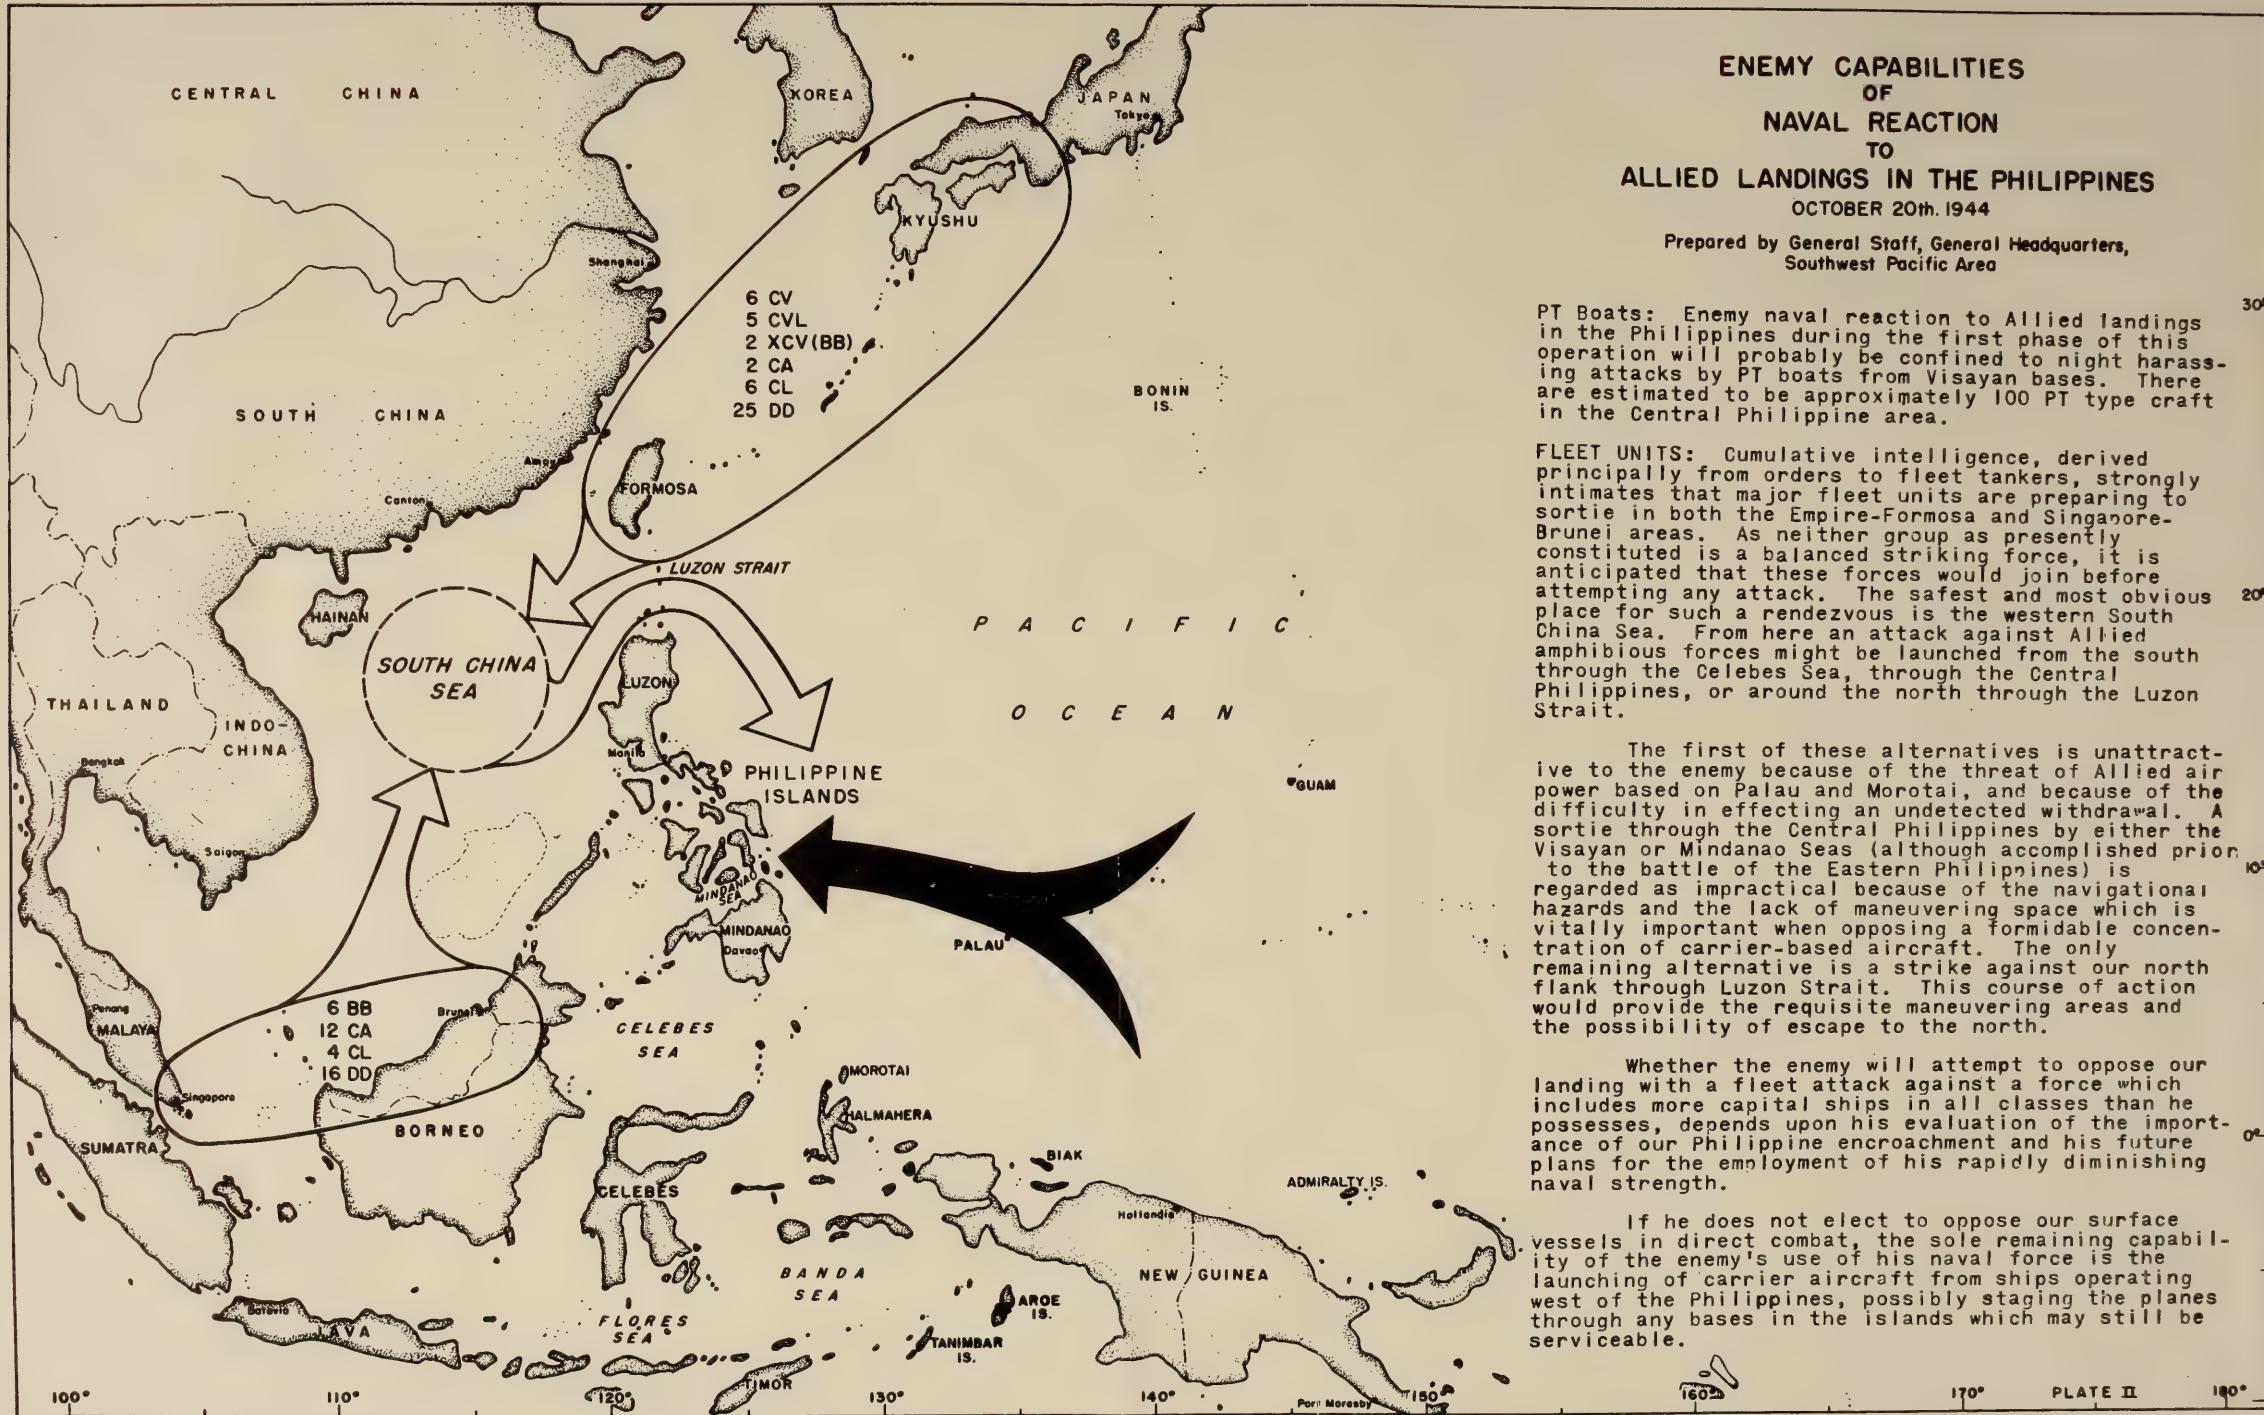 ENEMY CAPABILITIES
OF
NAVAL REACTION
TO
ALLIED LANDINGS IN THE PHILIPPINES
OCTOBER 20th. 1944
Prepared by General Staff, General Headquarters,
Southwest Pacific Area
PT Boats: Enemy naval reaction to Allied landings
in the Philippines during the first phase of this
operation will probably be confined to night harass-
ing attacks by PT boats from Visayan bases. There
are estimated to be approximately 100 PT type craft
in the Central Philippine area.
FLEET UNITS: Cumulative intelligence, derived
principally from orders to fleet tankers, strongly
intimates that major fleet units are preparing to
sortie in both the Empire-Formosa and Singapore-
Brunei areas. As neither group as presently
constituted is a balanced striking force, it is
anticipated that these forces would join before
attempting any attack. The safest and most obvious
place for such a rendezvous is the western South
China Sea. From here an attack against Allied
amphibious forces might be launched from the south
through the Celebes Sea, through the Central
Philippines, or around the north through the Luzon
Strait.
The first of these alternatives is unattract-
ive to the enemy because of the threat of Allied air
power based on Palau and Morotai, and because of the
difficulty in effecting an undetected withdrawal. A
sortie through the Central Philippines by either the
Visayan or Mindanao Seas (although accomplished prior
to the battle of the Eastern Philippines) is
regarded as impractical because of the navigational
hazards and the lack of maneuvering space which is
vitally important when opposing a formidable concen-
tration of carrier-based aircraft. The only
remaining alternative is a strike against our north
flank through Luzon Strait. This course of action
would provide the requisite maneuvering areas and
the possibility of escape to the north.
Whether the enemy will attempt to oppose our
landing with a fleet attack against a force which
includes more capital ships in all classes than he
possesses, depends upon his evaluation of the import-
ance of our Philippine encroachment and his future
plans for the employment of his rapidly diminishing
naval strength.
If he does not elect to oppose our surface
vessels in direct combat, the sole remaining capabil-
ity of the enemy's use of his naval force is the
launching of carrier aircraft from ships operating
west of the Philippines, possibly staging the planes
through any bases in the islands which may still be
serviceable.
CENTRAL CHINA
KOREA
JAPAN
Tokyo
KYUSHU
Shanghai
6 CV
5 CVL
2 XCV(BB)
2 CA
6 CL
25 DD
BONIN
IS.
SOUTH CHINA
Amoy
Canton
FORMOSA
LUZON STRAIT
HAINAN
SOUTH CHINA
SEA
LUZON
PACIFIC
OCEAN
THAILAND
INDO-
CHINA
Bangkok
Manila
PHILIPPINE
ISLANDS
GUAM
Saigon
MINDANAO
SEA
MINDANAO
Davao
PALAU
Penang
MALAYA
Brunei
6 BB
12 CA
4 CL
16 DD
Singapore
CELEBES
SEA
MOROTAI
HALMAHERA
SUMATRA
BORNEO
CELEBES
BIAK
ADMIRALTY IS.
Hollandia
NEW GUINEA
BANDA
SEA
AROE
IS.
Batavia
JAVA
FLORES
SEA
TANIMBAR
IS.
TIMOR
Port Moresby
30°
20°
10°
0°
100°
110°
120°
130°
140°
150°
160°
170°
180°
PLATE II